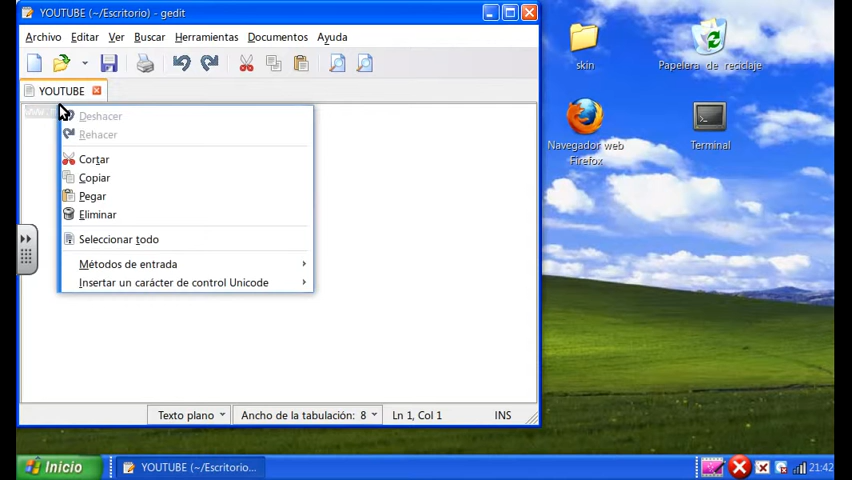 YOUTUBE (~/Escritorio) - gedit
Archivo Editar Ver Buscar Herramientas Documentos Ayuda
YOUTUBE
Deshacer
Rehacer
Cortar
Copiar
Pegar
Eliminar
Seleccionar todo
Métodos de entrada
Insertar un carácter de control Unicode
Texto plano Ancho de la tabulación: 8 Ln 1, Col 1 INS
skin
Papelera de reciclaje
Navegador web
Firefox
Terminal
Inicio
YOUTUBE (~/Escritorio...
21:42